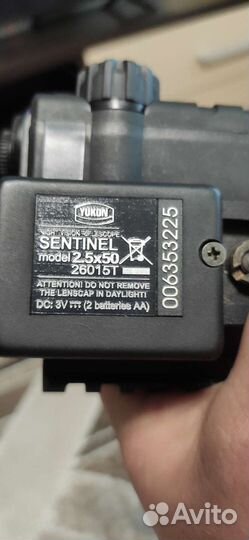 YUKON
NIGHT VISION RIFLESCOPE
SENTINEL
model 2.5x50
26015T
ATTENTION! DO NOT REMOVE
THE LENSCAP IN DAYLIGHT!
DC: 3V (2 batteries AA)
006353225
Avito